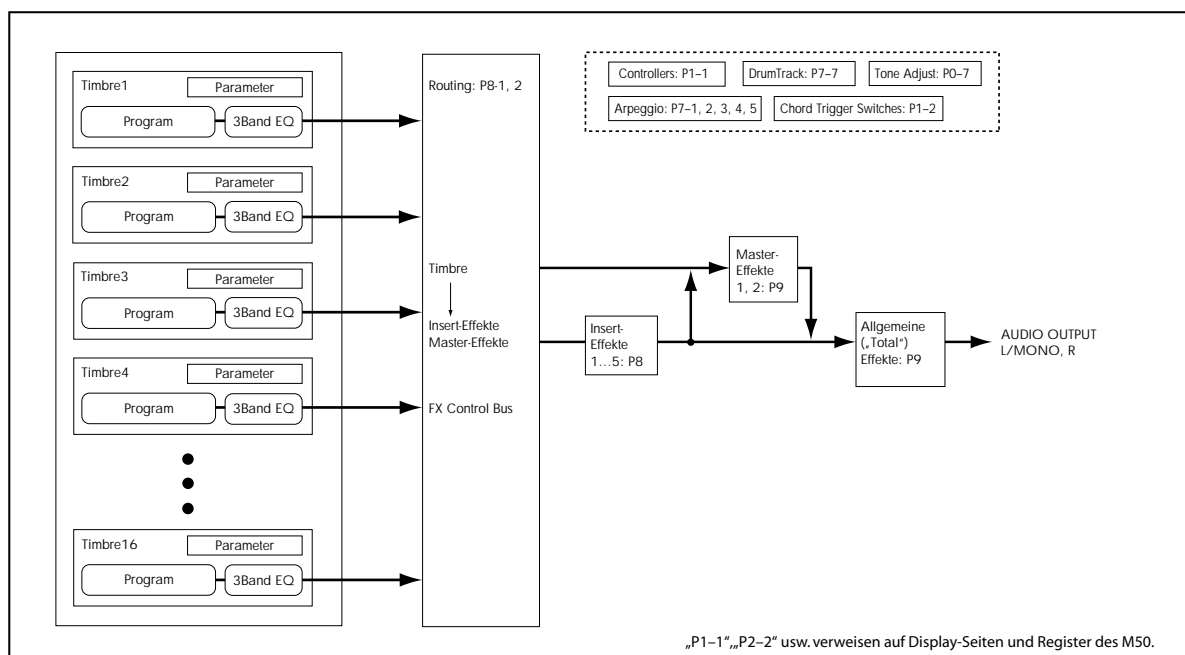 Timbre1
Parameter
Program
3Band EQ
Timbre2
Parameter
Program
3Band EQ
Timbre3
Parameter
Program
3Band EQ
Timbre4
Parameter
Program
3Band EQ
Timbre16
Parameter
Program
3Band EQ
Routing: P8-1, 2
Timbre
Insert-Effekte
Master-Effekte
FX Control Bus
Controllers: P1–1
DrumTrack: P7–7
Tone Adjust: P0–7
Arpeggio: P7–1, 2, 3, 4, 5
Chord Trigger Switches: P1–2
Insert-
Effekte
1…5: P8
Master-
Effekte
1, 2: P9
Allgemeine
(„Total“)
Effekte: P9
AUDIO OUTPUT
L/MONO, R
„P1–1“,„P2–2“ usw. verweisen auf Display-Seiten und Register des M50.